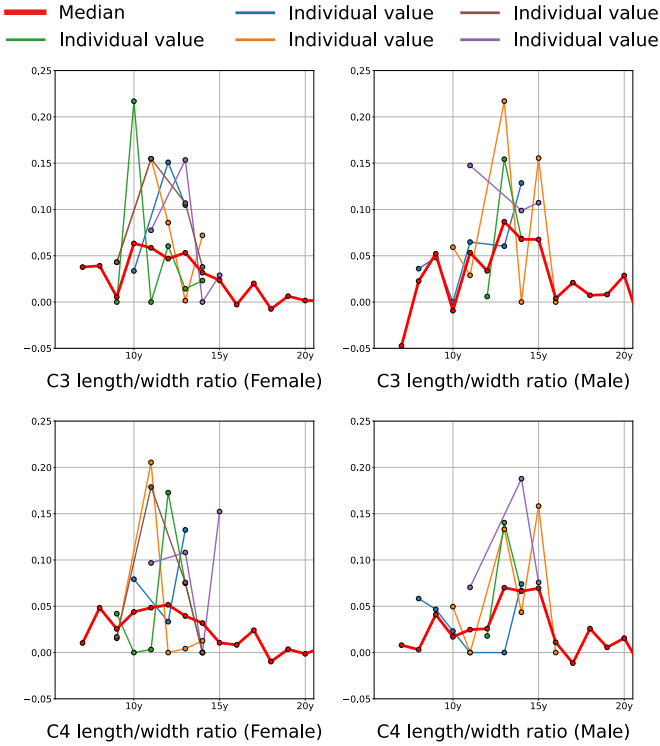 Median Individual value Individual value
Individual value Individual value Individual value
0.25 0.25
0.20 0.20
0.15 0.15
0.10 0.10
0.05 0.05
0.00 0.00
−0.05 −0.05
10y 15y 20y 10y 15y 20y
C3 length/width ratio (Female) C3 length/width ratio (Male)
0.25 0.25
0.20 0.20
0.15 0.15
0.10 0.10
0.05 0.05
0.00 0.00
−0.05 −0.05
10y 15y 20y 10y 15y 20y
C4 length/width ratio (Female) C4 length/width ratio (Male)